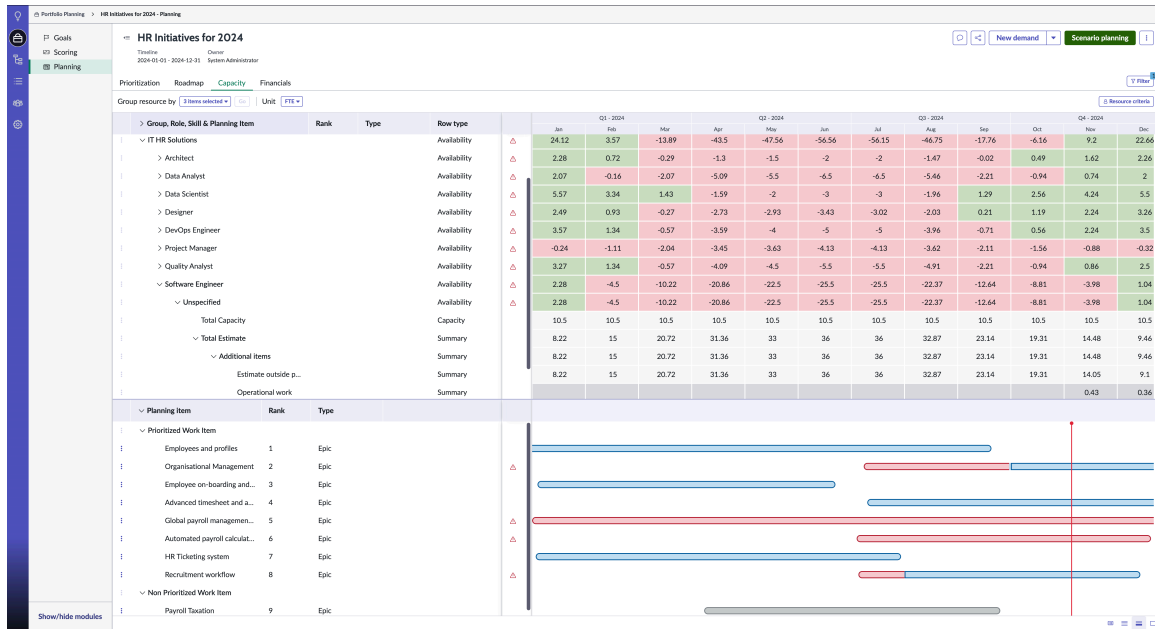 Portfolio Planning > HR Initiatives for 2024 - Planning
Goals
Scoring
Planning
Show/hide modules
HR Initiatives for 2024
Timeline Owner
2024-01-01 - 2024-12-31 System Administrator
New demand Scenario planning
Prioritization Roadmap Capacity Financials
Filter
Group resource by 3 items selected Go Unit FTE Resource criteria
Q1 - 2024 Q2 - 2024 Q3 - 2024 Q4 - 2024
Group, Role, Skill & Planning Item Rank Type Row type
Jan Feb Mar Apr May Jun Jul Aug Sep Oct Nov Dec
IT HR Solutions Availability 24.12 3.57 -13.89 -43.5 -47.56 -56.56 -56.15 -46.75 -17.76 -6.16 9.2 22.66
Architect Availability 2.28 0.72 -0.29 -1.3 -1.5 -2 -2 -1.47 -0.02 0.49 1.62 2.26
Data Analyst Availability 2.07 -0.16 -2.07 -5.09 -5.5 -6.5 -6.5 -5.46 -2.21 -0.94 0.74 2
Data Scientist Availability 5.57 3.34 1.43 -1.59 -2 -3 -3 -1.96 1.29 2.56 4.24 5.5
Designer Availability 2.49 0.93 -0.27 -2.73 -2.93 -3.43 -3.02 -2.03 0.21 1.19 2.24 3.26
DevOps Engineer Availability 3.57 1.34 -0.57 -3.59 -4 -5 -5 -3.96 -0.71 0.56 2.24 3.5
Project Manager Availability -0.24 -1.11 -2.04 -3.45 -3.63 -4.13 -4.13 -3.62 -2.11 -1.56 -0.88 -0.32
Quality Analyst Availability 3.27 1.34 -0.57 -4.09 -4.5 -5.5 -5.5 -4.91 -2.21 -0.94 0.86 2.5
Software Engineer Availability 2.28 -4.5 -10.22 -20.86 -22.5 -25.5 -25.5 -22.37 -12.64 -8.81 -3.98 1.04
Unspecified Availability 2.28 -4.5 -10.22 -20.86 -22.5 -25.5 -25.5 -22.37 -12.64 -8.81 -3.98 1.04
Total Capacity Capacity 10.5 10.5 10.5 10.5 10.5 10.5 10.5 10.5 10.5 10.5 10.5 10.5
Total Estimate Summary 8.22 15 20.72 31.36 33 36 36 32.87 23.14 19.31 14.48 9.46
Additional items Summary 8.22 15 20.72 31.36 33 36 36 32.87 23.14 19.31 14.48 9.46
Estimate outside p... Summary 8.22 15 20.72 31.36 33 36 36 32.87 23.14 19.31 14.05 9.1
Operational work Summary 0.43 0.36
Planning item Rank Type
Prioritized Work Item
Employees and profiles 1 Epic
Organisational Management 2 Epic
Employee on-boarding and... 3 Epic
Advanced timesheet and a... 4 Epic
Global payroll managemen... 5 Epic
Automated payroll calculat... 6 Epic
HR Ticketing system 7 Epic
Recruitment workflow 8 Epic
Non Prioritized Work Item
Payroll Taxation 9 Epic